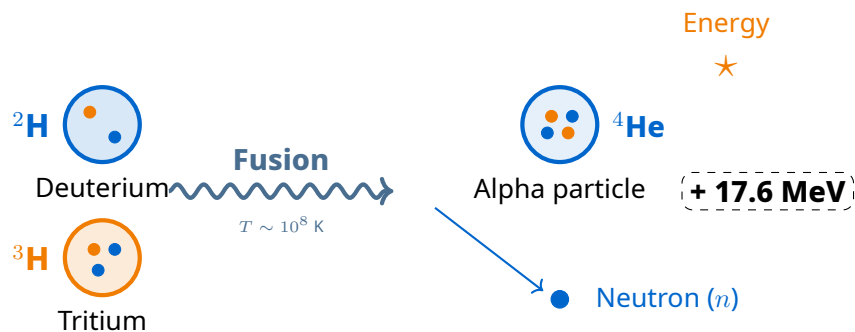 Energy
²H
Deuterium
³H
Tritium
Fusion
T ∼ 10⁸ K
⁴He
Alpha particle
+ 17.6 MeV
Neutron (n)